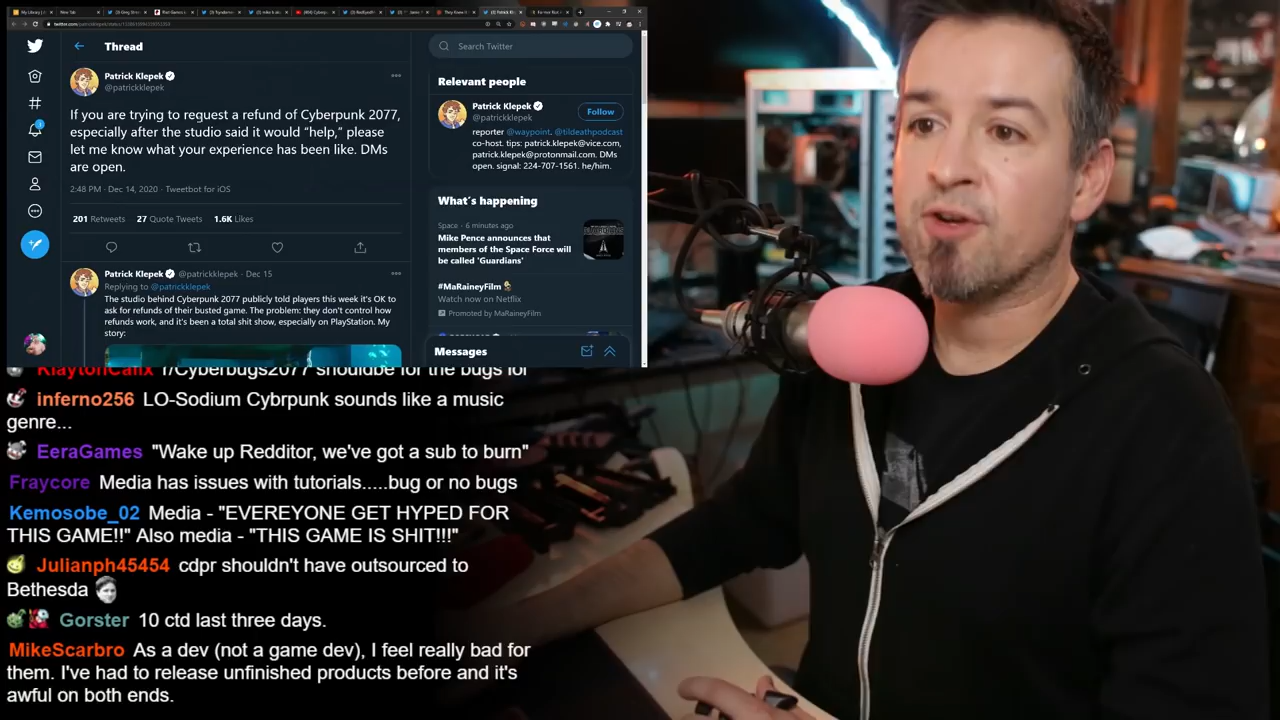 twitter.com/patrickklepek/status/
Thread
Search Twitter
Patrick Klepek
@patrickklepek
If you are trying to request a refund of Cyberpunk 2077,
especially after the studio said it would "help," please
let me know what your experience has been like. DMs
are open.
2:48 PM · Dec 14, 2020 · Tweetbot for iOS
201 Retweets 27 Quote Tweets 1.6K Likes
Patrick Klepek @patrickklepek · Dec 15
Replying to @patrickklepek
The studio behind Cyberpunk 2077 publicly told players this week it's OK to
ask for refunds of their busted game. The problem: they don't control how
refunds work, and it's been a total shit show, especially on PlayStation. My
story:
Relevant people
Patrick Klepek
@patrickklepek
Follow
reporter @waypoint. @tildeathpodcast
co-host. tips: patrick.klepek@vice.com,
patrick.klepek@protonmail.com. DMs
open. signal: 224-707-1561. he/him.
What's happening
Space · 6 minutes ago
Mike Pence announces that
members of the Space Force will
be called 'Guardians'
#MaRaineyFilm
Watch now on Netflix
Promoted by MaRaineyFilm
Messages
KlaytonCalix r/Cyberbugs2077 shouldbe for the bugs lol
inferno256 LO-Sodium Cybrpunk sounds like a music
genre...
EeraGames "Wake up Redditor, we've got a sub to burn"
Fraycore Media has issues with tutorials.....bug or no bugs
Kemosobe_02 Media - "EVEREYONE GET HYPED FOR
THIS GAME!!" Also media - "THIS GAME IS SHIT!!!"
Julianph45454 cdpr shouldn't have outsourced to
Bethesda
Gorster 10 ctd last three days.
MikeScarbro As a dev (not a game dev), I feel really bad for
them. I've had to release unfinished products before and it's
awful on both ends.